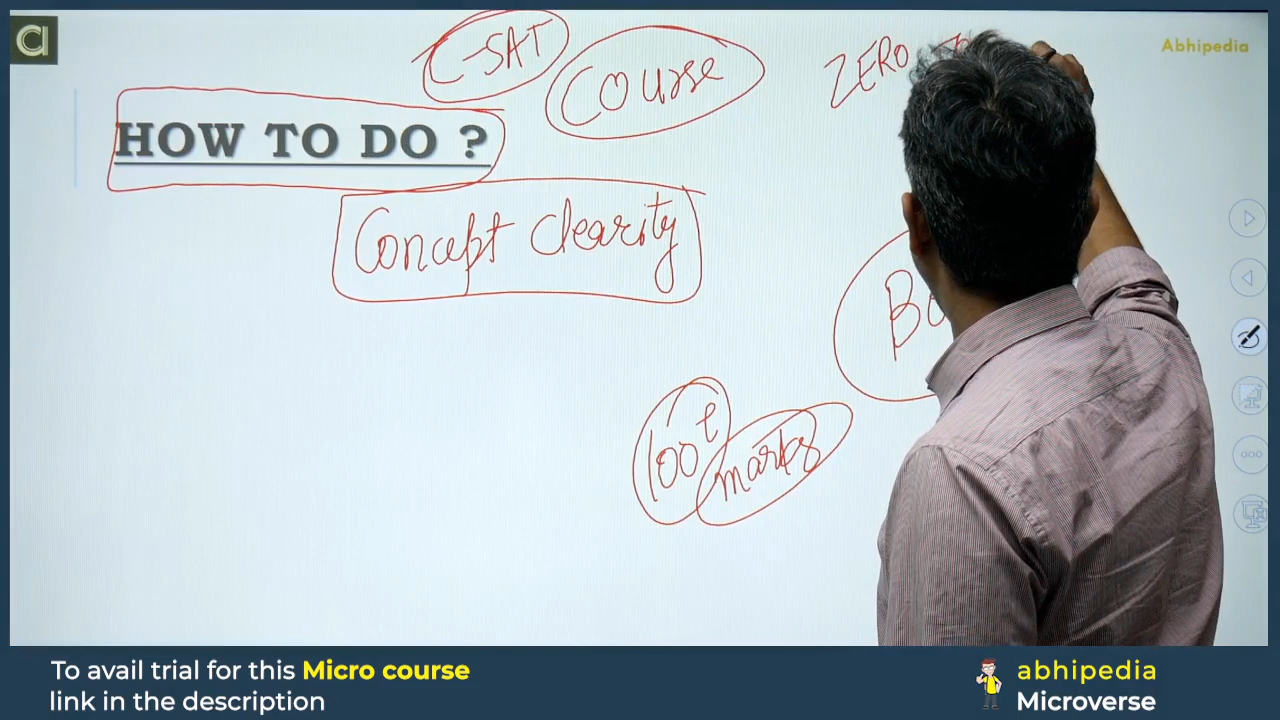 C-SAT
Course
ZERO
Abhipedia
HOW TO DO ?
Concept clearity
100+
marks
To avail trial for this Micro course
link in the description
abhipedia
Microverse